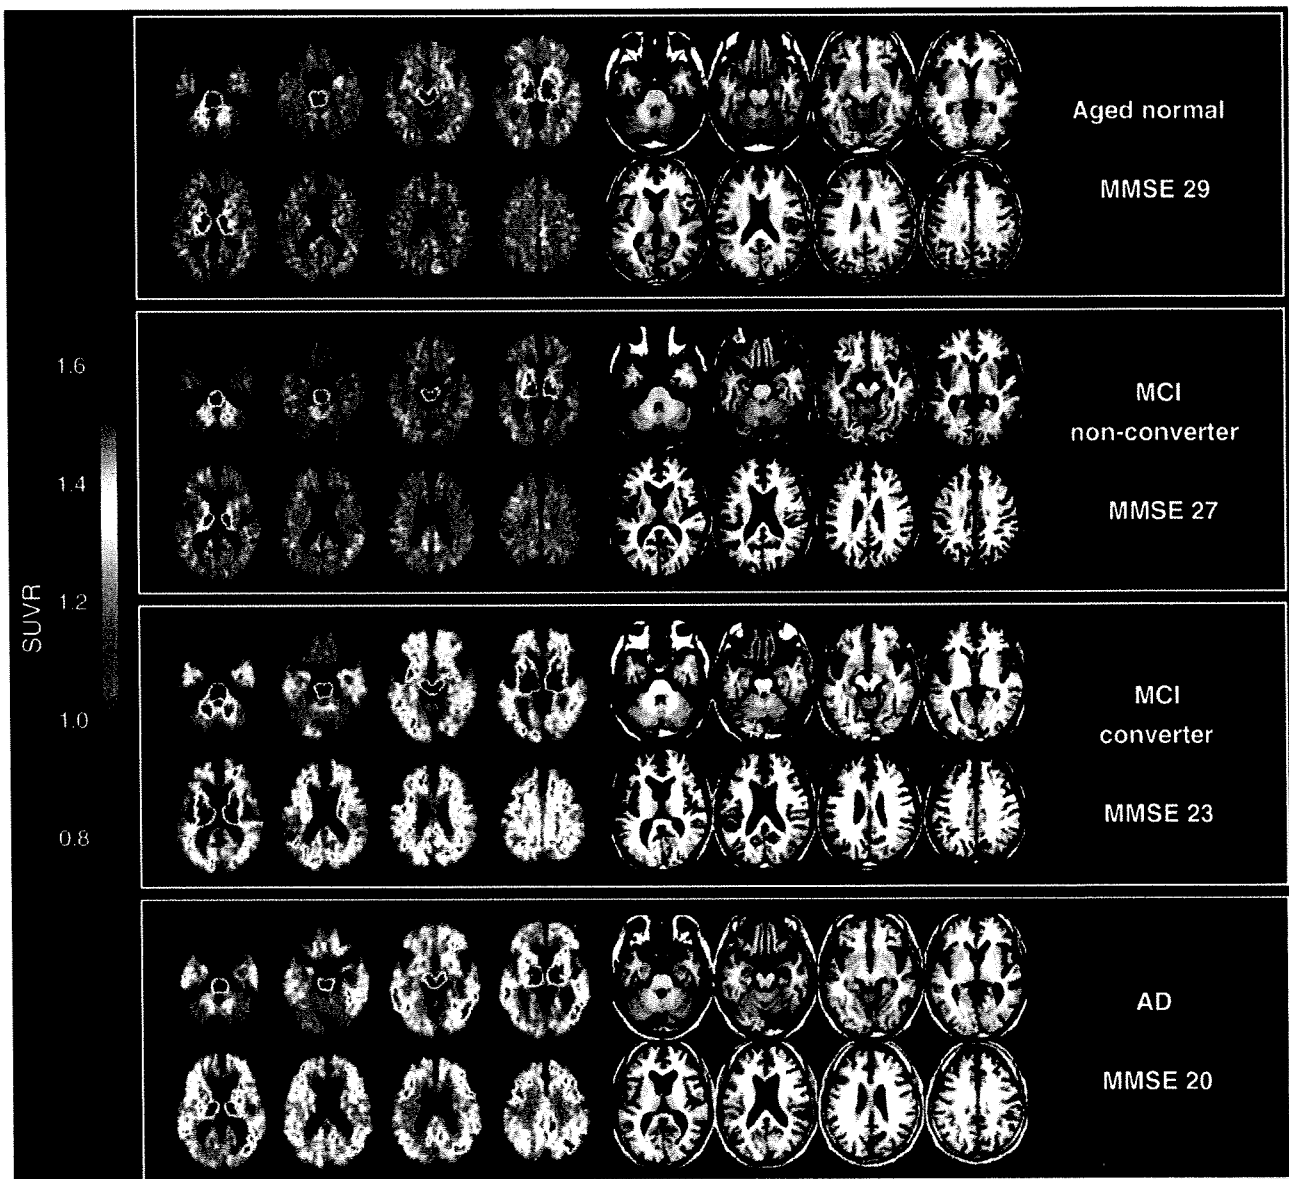 Aged normal
MMSE 29
MCI
non-converter
MMSE 27
MCI
converter
MMSE 23
AD
MMSE 20
SUVR
1.6
1.4
1.2
1.0
0.8